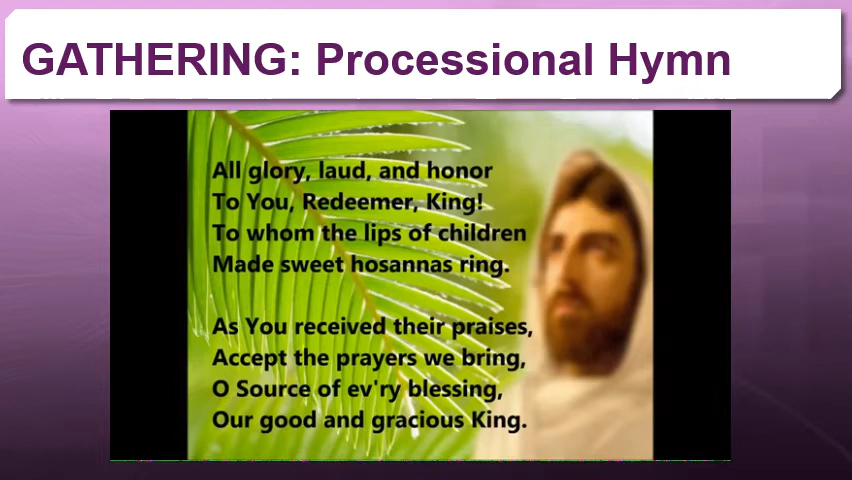 GATHERING: Processional Hymn
All glory, laud, and honor
To You, Redeemer, King!
To whom the lips of children
Made sweet hosannas ring.
As You received their praises,
Accept the prayers we bring,
O Source of ev'ry blessing,
Our good and gracious King.